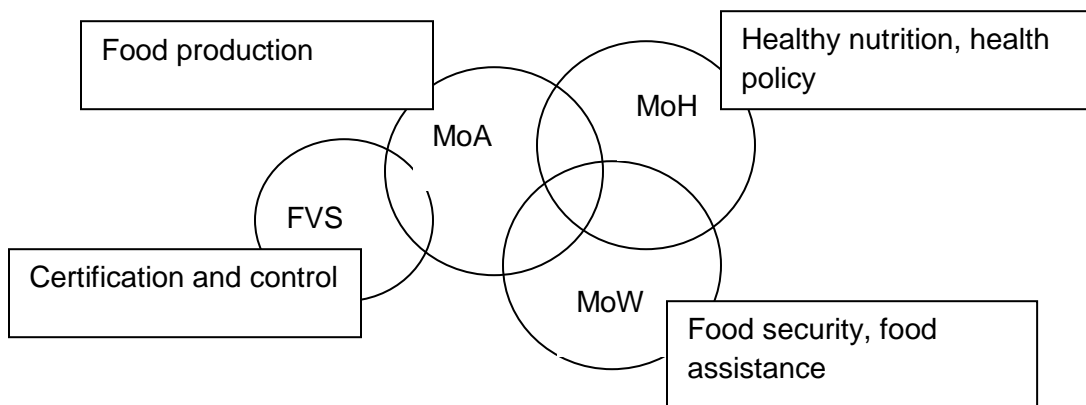 Food production
Healthy nutrition, health
policy
MoH
MoA
FVS
Certification and control
MoW
Food security, food
assistance